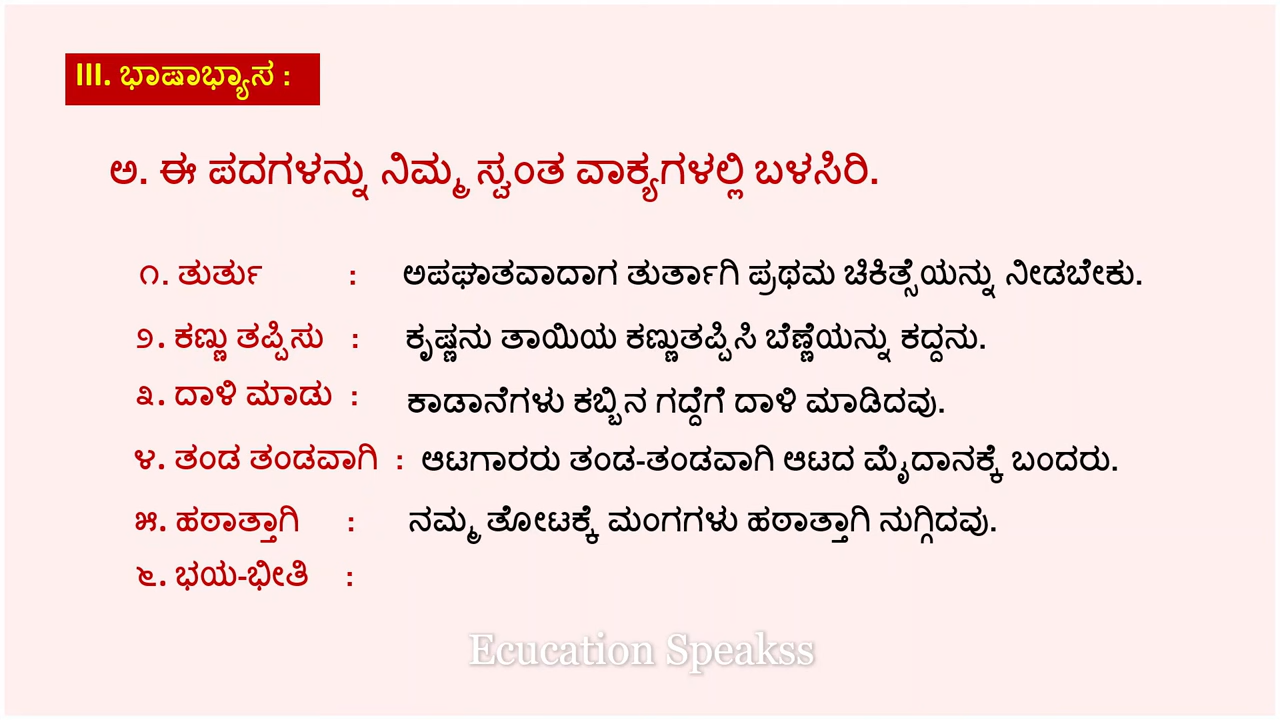 III. ಭಾಷಾಭ್ಯಾಸ :
ಅ. ಈ ಪದಗಳನ್ನು ನಿಮ್ಮ ಸ್ವಂತ ವಾಕ್ಯಗಳಲ್ಲಿ ಬಳಸಿರಿ.
೧. ತುರ್ತು : ಅಪಘಾತವಾದಾಗ ತುರ್ತಾಗಿ ಪ್ರಥಮ ಚಿಕಿತ್ಸೆಯನ್ನು ನೀಡಬೇಕು.
೨. ಕಣ್ಣು ತಪ್ಪಿಸು : ಕೃಷ್ಣನು ತಾಯಿಯ ಕಣ್ಣುತಪ್ಪಿಸಿ ಬೆಣ್ಣೆಯನ್ನು ಕದ್ದನು.
೩. ದಾಳಿ ಮಾಡು : ಕಾಡಾನೆಗಳು ಕಬ್ಬಿನ ಗದ್ದೆಗೆ ದಾಳಿ ಮಾಡಿದವು.
೪. ತಂಡ ತಂಡವಾಗಿ : ಆಟಗಾರರು ತಂಡ-ತಂಡವಾಗಿ ಆಟದ ಮೈದಾನಕ್ಕೆ ಬಂದರು.
೫. ಹಠಾತ್ತಾಗಿ : ನಮ್ಮ ತೋಟಕ್ಕೆ ಮಂಗಗಳು ಹಠಾತ್ತಾಗಿ ನುಗ್ಗಿದವು.
೬. ಭಯ-ಭೀತಿ :
Ecucation Speakss